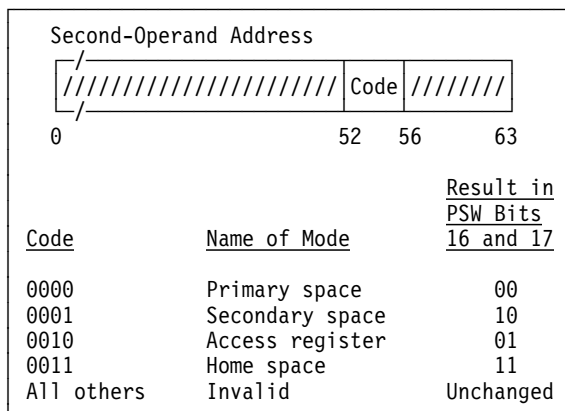 Second-Operand Address
/
//////////////////////// Code ////////
/
0 52 56 63
Result in
PSW Bits
Code Name of Mode 16 and 17
0000 Primary space 00
0001 Secondary space 10
0010 Access register 01
0011 Home space 11
All others Invalid Unchanged